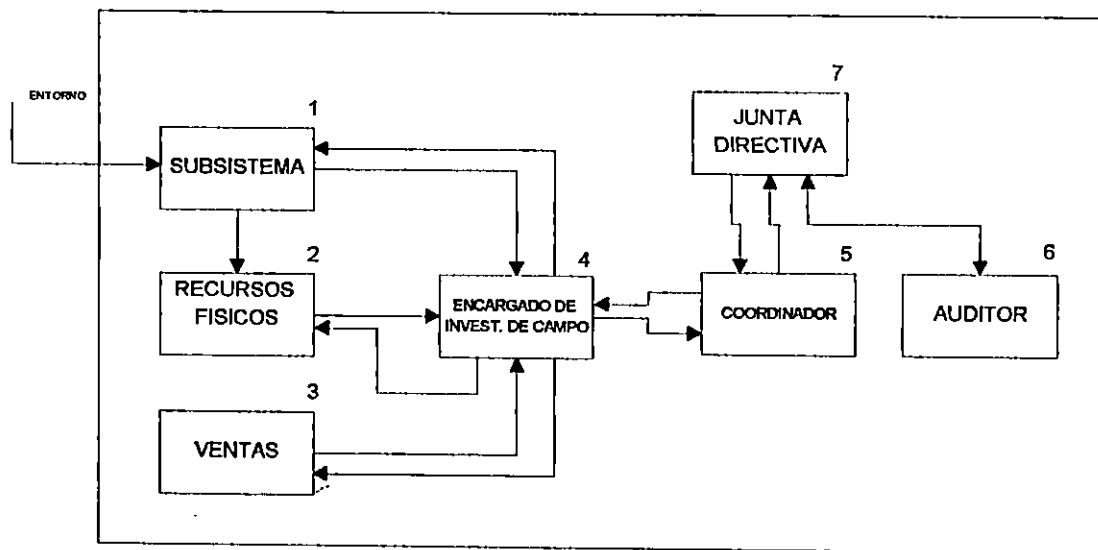 ENTORNO
1
SUBSISTEMA
2
RECURSOS
FISICOS
3
VENTAS
4
ENCARGADO DE
INVEST. DE CAMPO
5
COORDINADOR
6
AUDITOR
7
JUNTA
DIRECTIVA